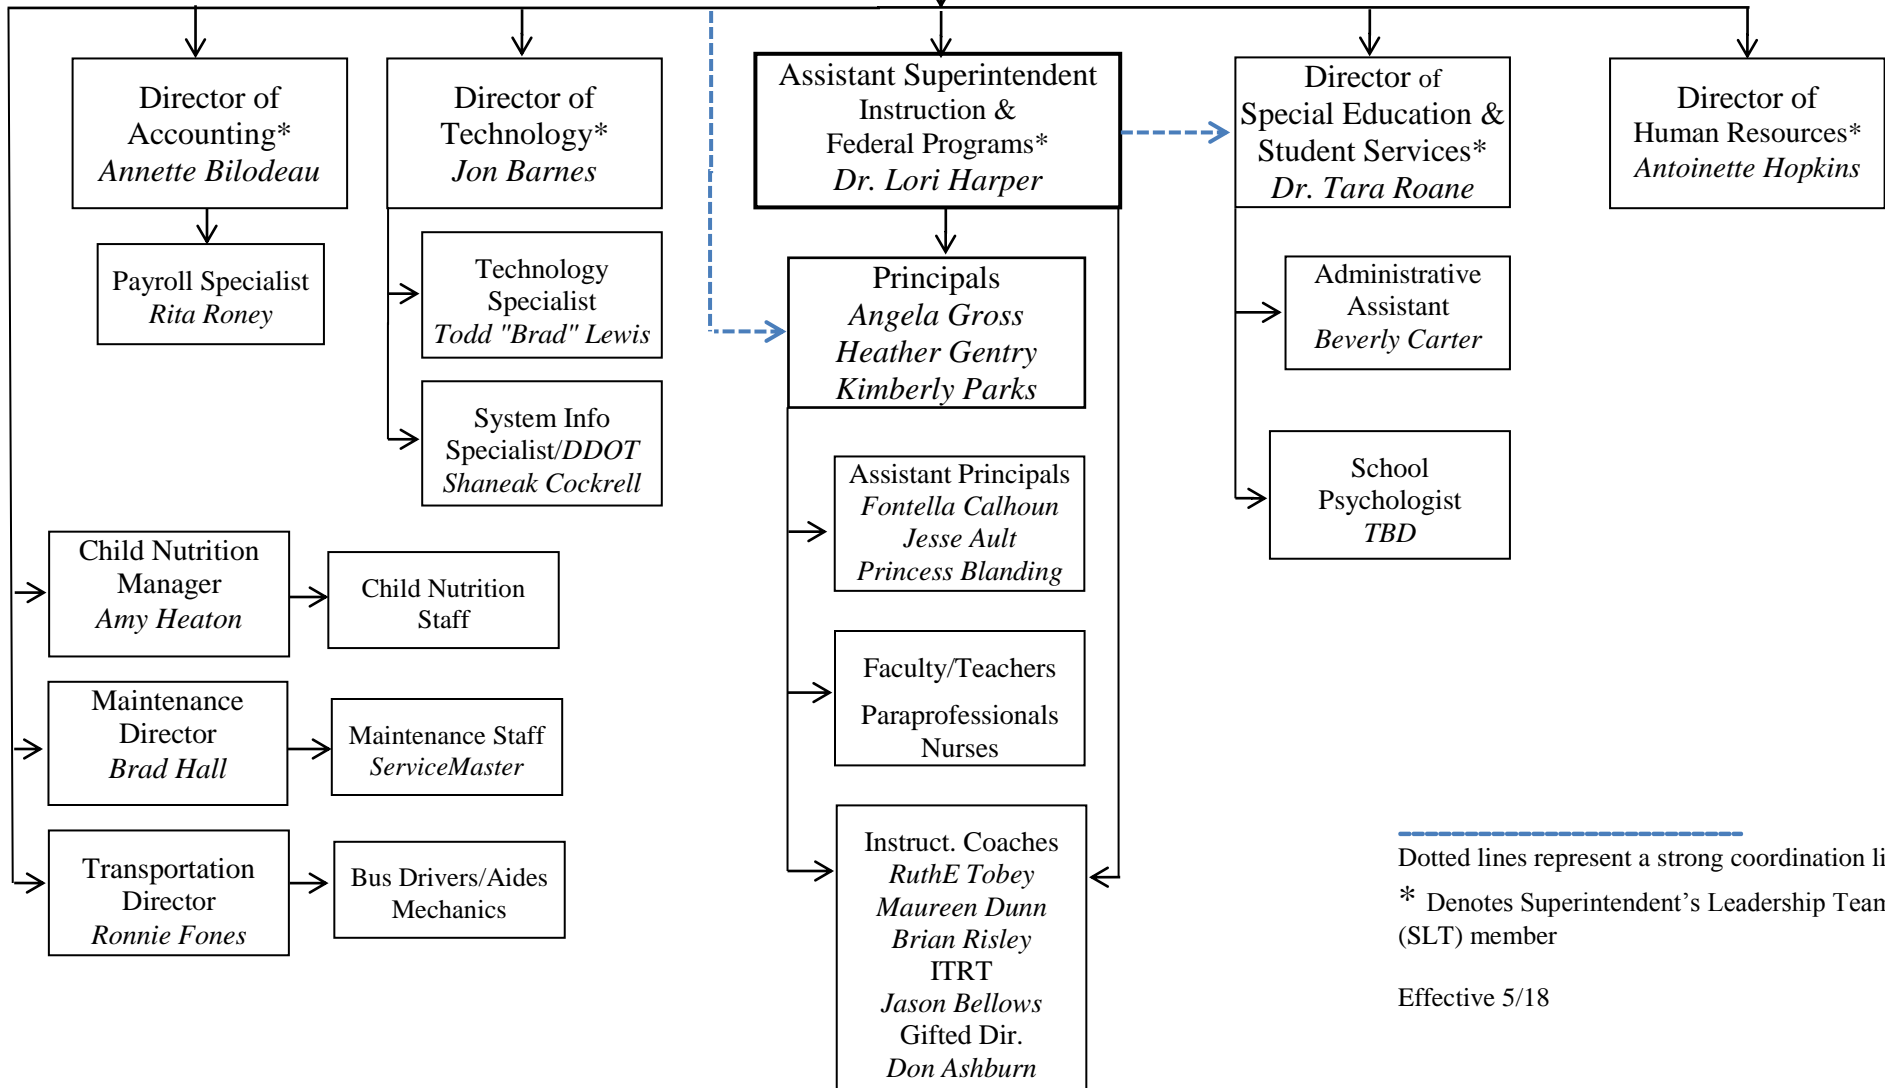 Director of
Accounting*
Annette Bilodeau
Payroll Specialist
Rita Roney
Director of
Technology*
Jon Barnes
Technology
Specialist
Todd "Brad" Lewis
System Info
Specialist/DDOT
Shaneak Cockrell
Assistant Superintendent
Instruction &
Federal Programs*
Dr. Lori Harper
Principals
Angela Gross
Heather Gentry
Kimberly Parks
Assistant Principals
Fontella Calhoun
Jesse Ault
Princess Blanding
Faculty/Teachers
Paraprofessionals
Nurses
Instruct. Coaches
RuthE Tobey
Maureen Dunn
Brian Risley
ITRT
Jason Bellows
Gifted Dir.
Don Ashburn
Director of
Special Education &
Student Services*
Dr. Tara Roane
Administrative
Assistant
Beverly Carter
School
Psychologist
TBD
Director of
Human Resources*
Antoinette Hopkins
Child Nutrition
Manager
Amy Heaton
Child Nutrition
Staff
Maintenance
Director
Brad Hall
Maintenance Staff
ServiceMaster
Transportation
Director
Ronnie Fones
Bus Drivers/Aides
Mechanics
Dotted lines represent a strong coordination li
* Denotes Superintendent’s Leadership Team
(SLT) member
Effective 5/18